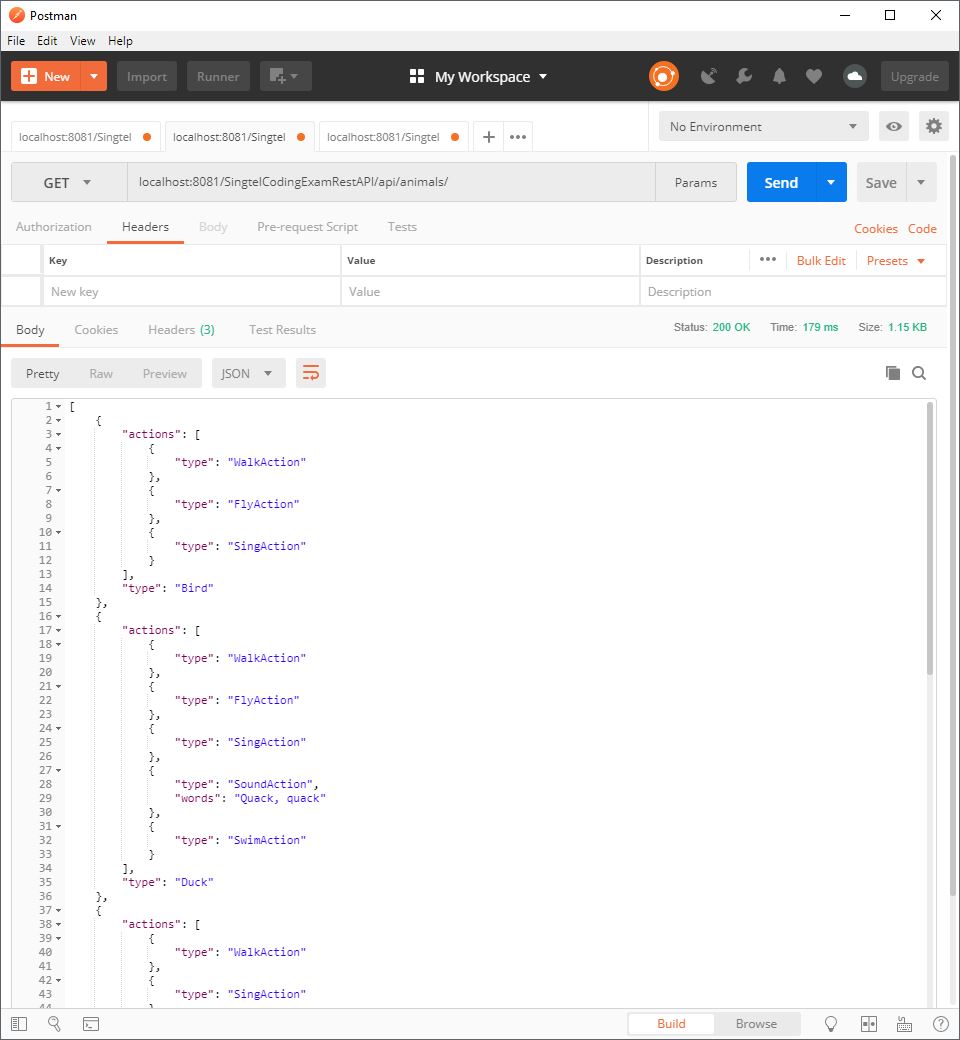 Postman
File Edit View Help
New Import Runner My Workspace Upgrade
localhost:8081/Singtel localhost:8081/Singtel localhost:8081/Singtel + ••• No Environment
GET localhost:8081/SingtelCodingExamRestAPI/api/animals/ Params Send Save
Authorization Headers Body Pre-request Script Tests Cookies Code
Key Value Description ••• Bulk Edit Presets
New key Value Description
Body Cookies Headers (3) Test Results Status: 200 OK Time: 179 ms Size: 1.15 KB
Pretty Raw Preview JSON
1 [
2 {
3 "actions": [
4 {
5 "type": "WalkAction"
6 },
7 {
8 "type": "FlyAction"
9 },
10 {
11 "type": "SingAction"
12 }
13 ],
14 "type": "Bird"
15 },
16 {
17 "actions": [
18 {
19 "type": "WalkAction"
20 },
21 {
22 "type": "FlyAction"
23 },
24 {
25 "type": "SingAction"
26 },
27 {
28 "type": "SoundAction",
29 "words": "Quack, quack"
30 },
31 {
32 "type": "SwimAction"
33 }
34 ],
35 "type": "Duck"
36 },
37 {
38 "actions": [
39 {
40 "type": "WalkAction"
41 },
42 {
43 "type": "SingAction"
Build Browse